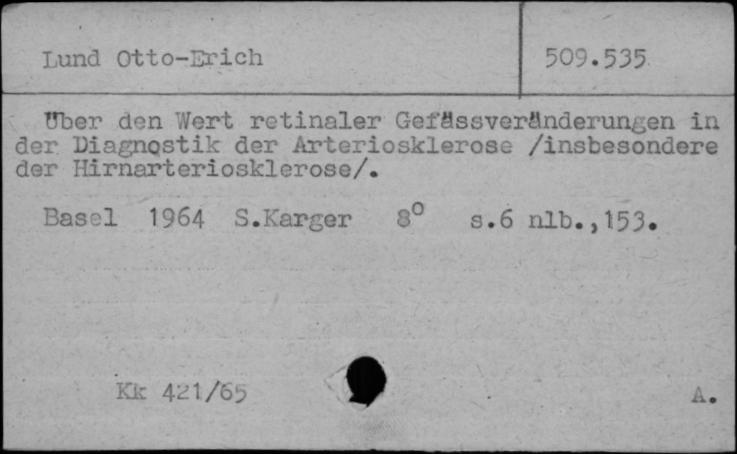 Lund Otto-Erich
509.535
Über den Wert retinaler Gefässveränderungen in
der Diagnostik der Arteriosklerose /insbesondere
der Hirnarteriosklerose/.
Basel 1964 S.Karger 8° s.6 nlb.,153.
Kk 421/65
A.